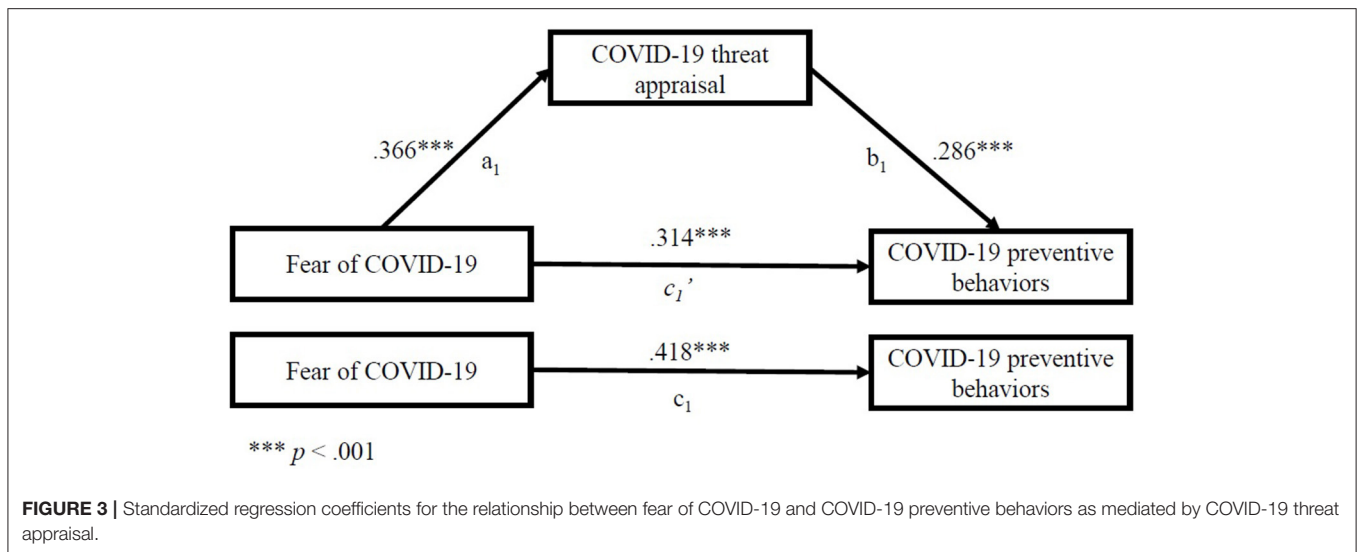 COVID-19 threat
appraisal
.366***
a₁
b₁
.286***
Fear of COVID-19
.314***
c₁’
COVID-19 preventive
behaviors
Fear of COVID-19
.418***
c₁
COVID-19 preventive
behaviors
*** p < .001
FIGURE 3 | Standardized regression coefficients for the relationship between fear of COVID-19 and COVID-19 preventive behaviors as mediated by COVID-19 threat
appraisal.